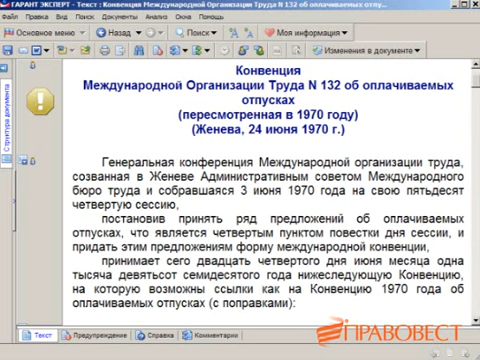 ГАРАНТ ЭКСПЕРТ - Текст : Конвенция Международной Организации Труда N 132 об оплачиваемых отпу...
Файл Правка Вид Поиск Документы Анализ Окна Помощь
Основное меню Назад Поиск Моя информация
Изменения в документе
Структура документа
Конвенция
Международной Организации Труда N 132 об оплачиваемых
отпусках
(пересмотренная в 1970 году)
(Женева, 24 июня 1970 г.)
Генеральная конференция Международной организации труда,
созванная в Женеве Административным советом Международного
бюро труда и собравшаяся 3 июня 1970 года на свою пятьдесят
четвертую сессию,
постановив принять ряд предложений об оплачиваемых
отпусках, что является четвертым пунктом повестки дня сессии, и
придать этим предложениям форму международной конвенции,
принимает сего двадцать четвертого дня июня месяца одна
тысяча девятьсот семидесятого года нижеследующую Конвенцию,
на которую возможны ссылки как на Конвенцию 1970 года об
оплачиваемых отпусках (с поправками):
ПРАВОВЕСТ
Текст Предупреждение Справка Комментарии